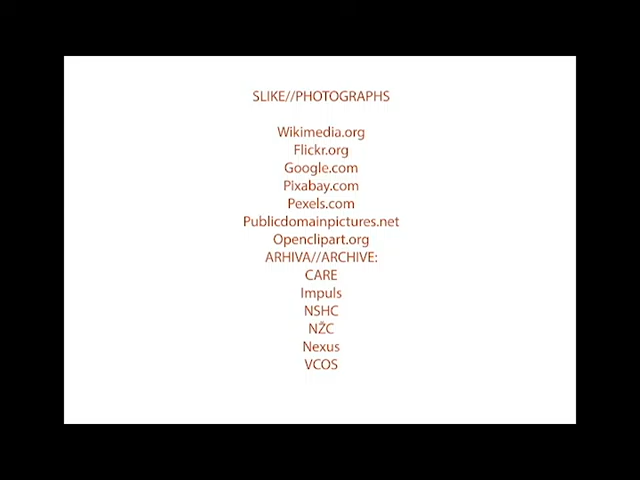 SLIKE//PHOTOGRAPHS
Wikimedia.org
Flickr.org
Google.com
Pixabay.com
Pexels.com
Publicdomainpictures.net
Openclipart.org
ARHIVA//ARCHIVE:
CARE
Impuls
NSHC
NŽC
Nexus
VCOS